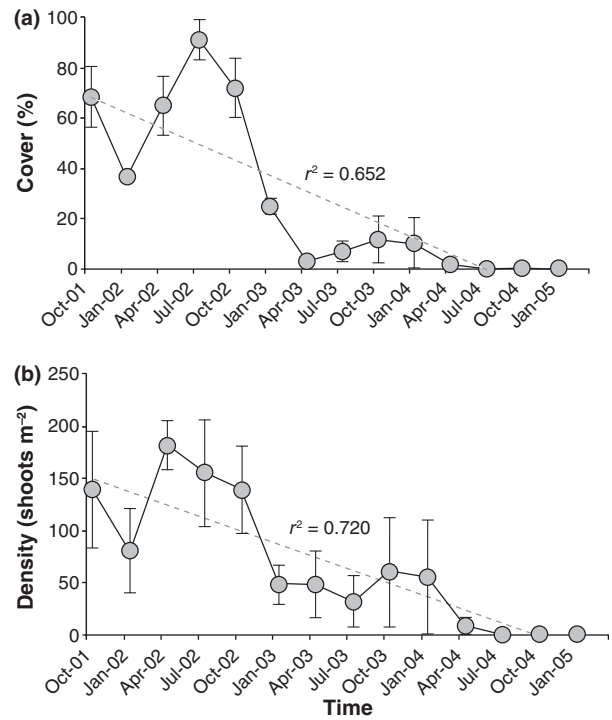 (a)
100
80
60
40
20
0
Cover (%)
r² = 0.652
Oct-01
Jan-02
Apr-02
Jul-02
Oct-02
Jan-03
Apr-03
Jul-03
Oct-03
Jan-04
Apr-04
Jul-04
Oct-04
Jan-05
(b)
250
200
150
100
50
0
Density (shoots m⁻²)
r² = 0.720
Oct-01
Jan-02
Apr-02
Jul-02
Oct-02
Jan-03
Apr-03
Jul-03
Oct-03
Jan-04
Apr-04
Jul-04
Oct-04
Jan-05
Time